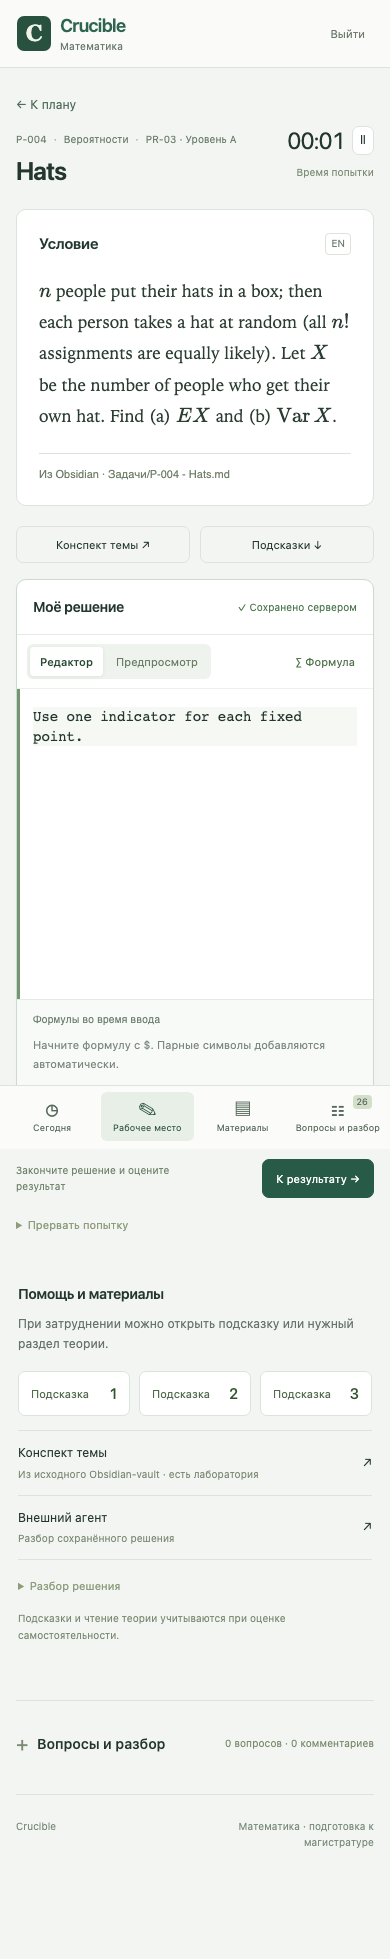 C
Crucible
Математика
Выйти
← К плану
P-004 · Вероятности · PR-03 · Уровень A
00:01
Hats
Время попытки
Условие
EN
n people put their hats in a box; then
each person takes a hat at random (all n!
assignments are equally likely). Let X
be the number of people who get their
own hat. Find (a) EX and (b) Var X.
Из Obsidian · Задачи/P-004 - Hats.md
Конспект темы ↗
Подсказки ↓
Моё решение
✓ Сохранено сервером
Редактор
Предпросмотр
∑ Формула
Use one indicator for each fixed
point.
Формулы во время ввода
Начните формулу с $. Парные символы добавляются
автоматически.
Сегодня
Рабочее место
Материалы
Вопросы и разбор
26
Закончите решение и оцените
результат
К результату →
▶ Прервать попытку
Помощь и материалы
При затруднении можно открыть подсказку или нужный
раздел теории.
Подсказка 1
Подсказка 2
Подсказка 3
Конспект темы
Из исходного Obsidian-vault · есть лаборатория
↗
Внешний агент
Разбор сохранённого решения
↗
▶ Разбор решения
Подсказки и чтение теории учитываются при оценке
самостоятельности.
+ Вопросы и разбор
0 вопросов · 0 комментариев
Crucible
Математика · подготовка к
магистратуре